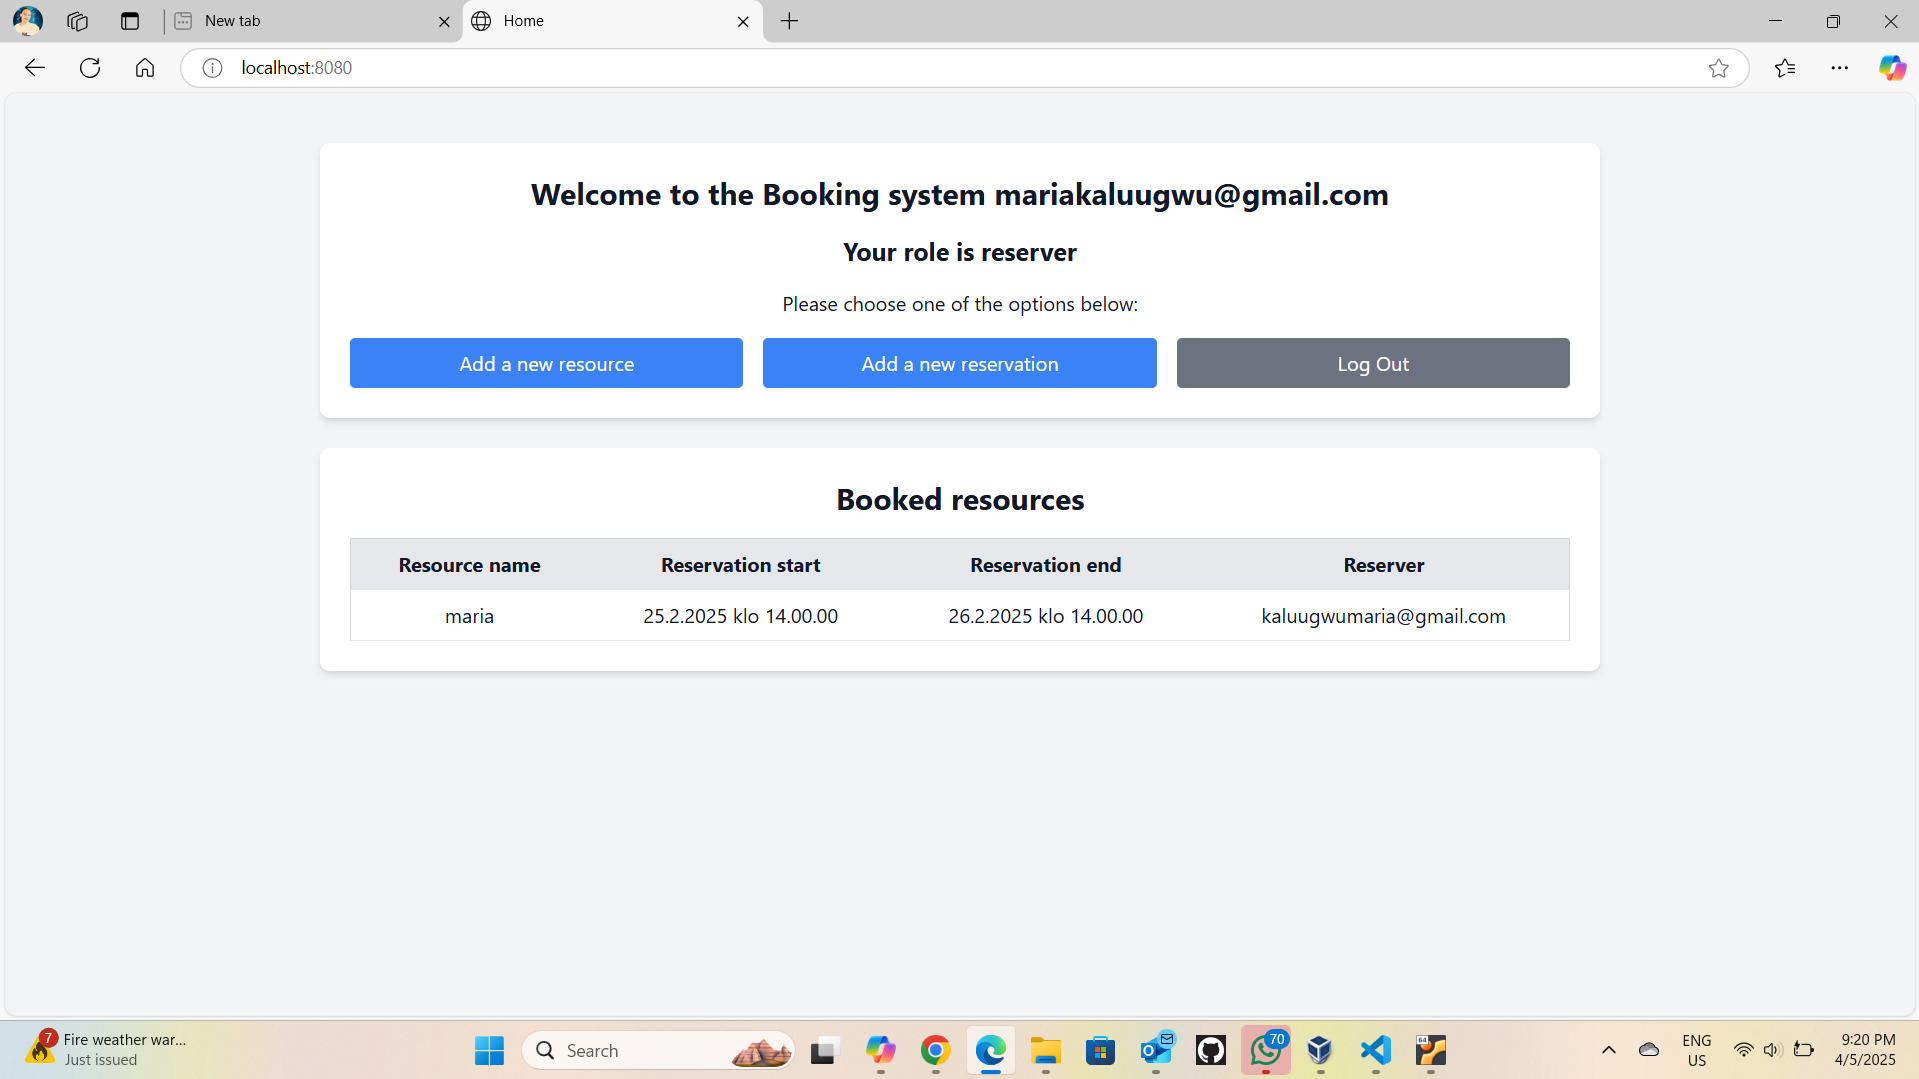 New tab
Home
localhost:8080
Welcome to the Booking system mariakaluugwu@gmail.com
Your role is reserver
Please choose one of the options below:
Add a new resource
Add a new reservation
Log Out
Booked resources
Resource name Reservation start Reservation end Reserver
maria 25.2.2025 klo 14.00.00 26.2.2025 klo 14.00.00 kaluugwumaria@gmail.com
7
Fire weather war...
Just issued
Search
70
64
ENG
US
9:20 PM
4/5/2025